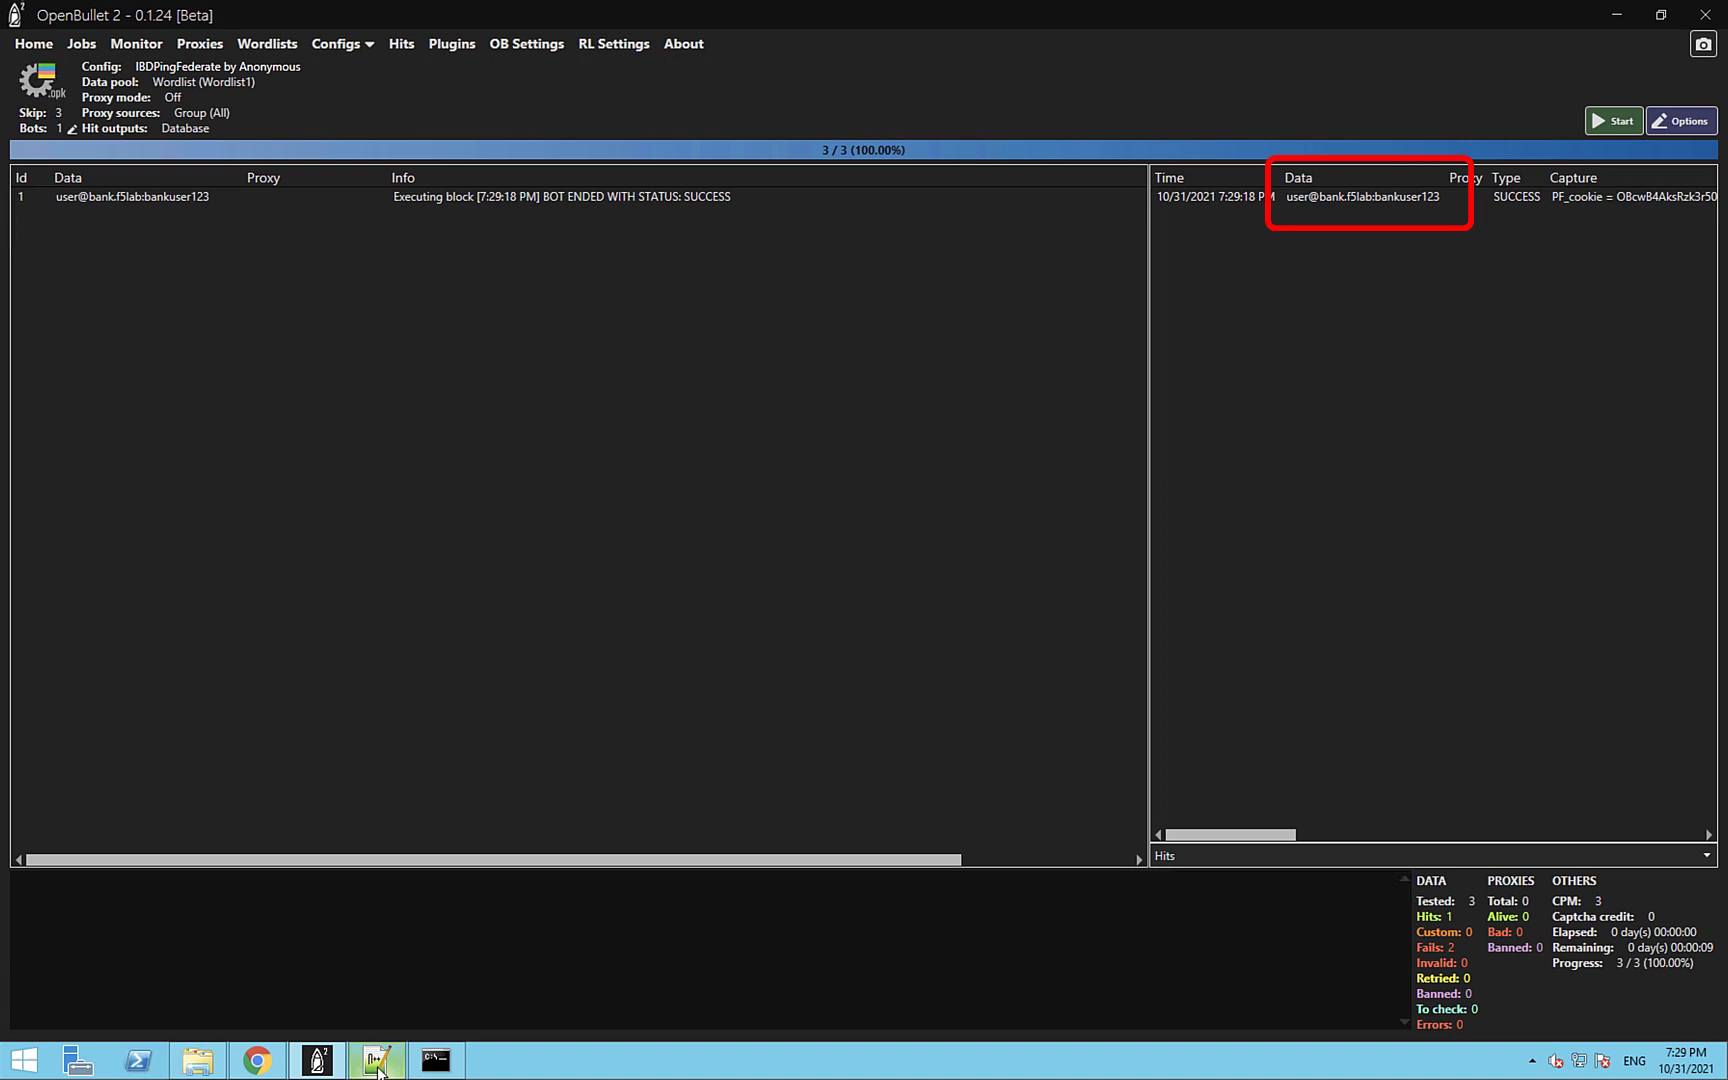 OpenBullet 2 - 0.1.24 [Beta]
Home Jobs Monitor Proxies Wordlists Configs Hits Plugins OB Settings RL Settings About
Config: IBDPingFederate by Anonymous
Data pool: Wordlist (Wordlist1)
.opk Proxy mode: Off
Skip: 3 Proxy sources: Group (All)
Bots: 1 Hit outputs: Database
Start Options
3 / 3 (100.00%)
Id Data Proxy Info
1 user@bank.f5lab:bankuser123 Executing block [7:29:18 PM] BOT ENDED WITH STATUS: SUCCESS
Time Data Proxy Type Capture
10/31/2021 7:29:18 PM user@bank.f5lab:bankuser123 SUCCESS PF_cookie = OBcwB4AksRzk3r50
Hits
DATA PROXIES OTHERS
Tested: 3 Total: 0 CPM: 3
Hits: 1 Alive: 0 Captcha credit: 0
Custom: 0 Bad: 0 Elapsed: 0 day(s) 00:00:00
Fails: 2 Banned: 0 Remaining: 0 day(s) 00:00:09
Invalid: 0 Progress: 3 / 3 (100.00%)
Retried: 0
Banned: 0
To check: 0
Errors: 0
C:\_
ENG 7:29 PM
10/31/2021